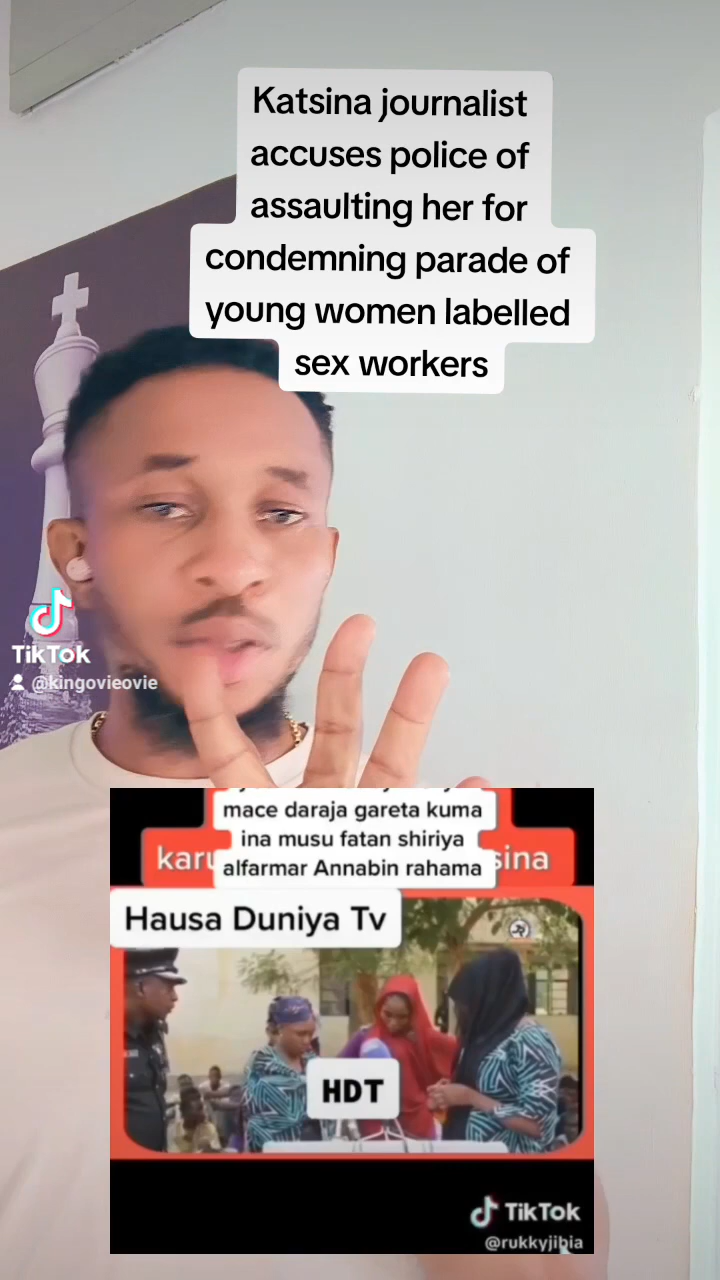 Katsina journalist
accuses police of
assaulting her for
condemning parade of
young women labelled
sex workers
TikTok
@kingovieovie
mace daraja gareta kuma
ina musu fatan shiriya
alfarmar Annabin rahama
Hausa Duniya Tv
HDT
TikTok
@rukkyjibia